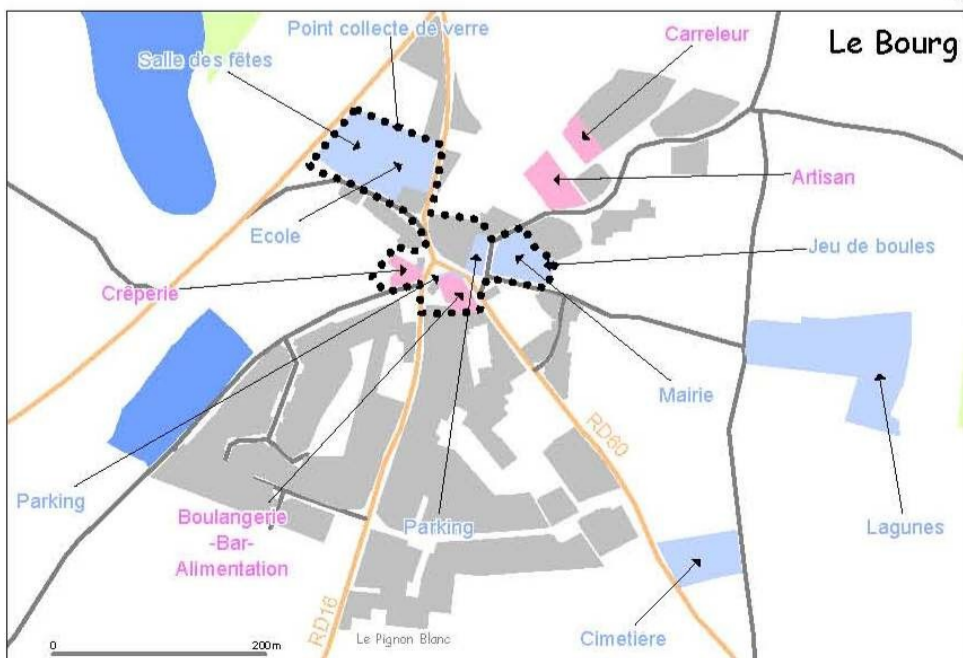 Point collecte de verre
Carreleur
Le Bourg
Salle des fêtes
Artisan
Ecole
Jeu de boules
Crêperie
Mairie
RD60
Parking
Boulangerie
-Bar-
Alimentation
Parking
Lagunes
RD16
Le Pignon Blanc
Cimetière
0
200m